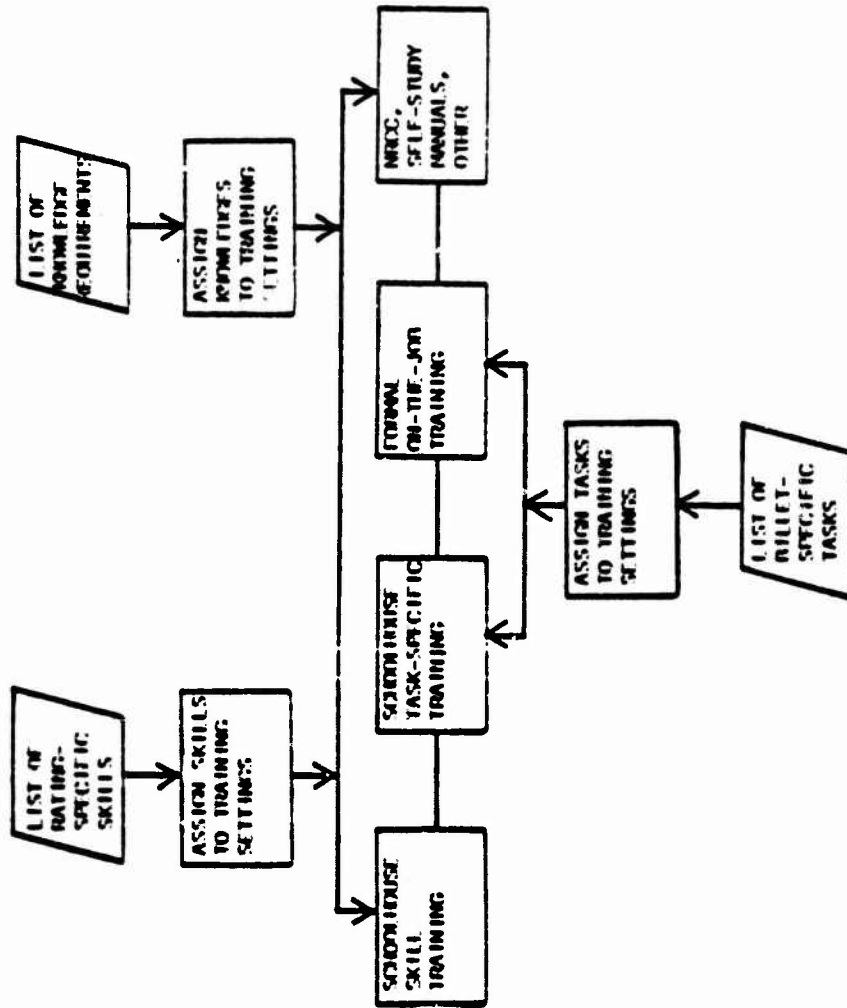 LIST OF
RATING-
SPECIFIC
SKILLS
LIST OF
KNOWLEDGE
REQUIREMENTS
ASSIGN SKILLS
TO TRAINING
SETTINGS
ASSIGN
KNOWLEDGES
TO TRAINING
SETTINGS
SCHOOLHOUSE
SKILL
TRAINING
SCHOOLHOUSE
TASK-SPECIFIC
TRAINING
FORMAL
ON-THE-JOB
TRAINING
NRCC,
SELF-STUDY
MANUALS,
OTHER
ASSIGN TASKS
TO TRAINING
SETTINGS
LIST OF
BILLET-
SPECIFIC
TASKS